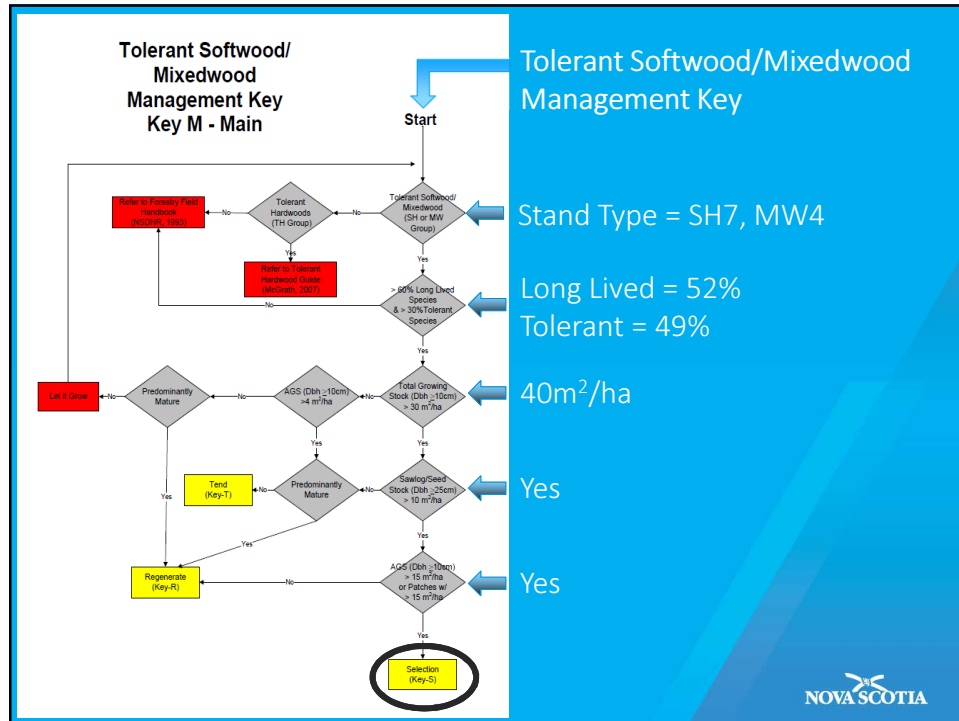 Tolerant Softwood/
Mixedwood
Management Key
Key M - Main
Start
Tolerant Softwood/Mixedwood
Management Key
Refer to Forestry Field
Handbook
(NSDNR, 1993)
No
Tolerant
Hardwoods
(TH Group)
No
Tolerant Softwood/
Mixedwood
(SH or MW
Group)
Stand Type = SH7, MW4
Yes
Yes
Refer to Tolerant
Hardwood Guide
(McGrath, 2007)
No
> 60% Long Lived
Species
& > 30%Tolerant
Species
Long Lived = 52%
Tolerant = 49%
Yes
Let it Grow
No
Predominantly
Mature
No
AGS (Dbh ≥10cm)
>4 m²/ha
No
Total Growing
Stock (Dbh ≥10cm)
> 30 m²/ha
40m²/ha
Yes
Yes
Yes
Tend
(Key-T)
No
Predominantly
Mature
No
Sawlog/Seed
Stock (Dbh ≥25cm)
> 10 m²/ha
Yes
Yes
Yes
Regenerate
(Key-R)
No
AGS (Dbh ≥10cm)
> 15 m²/ha
or Patches w/
> 15 m²/ha
Yes
Yes
Selection
(Key-S)
NOVA SCOTIA